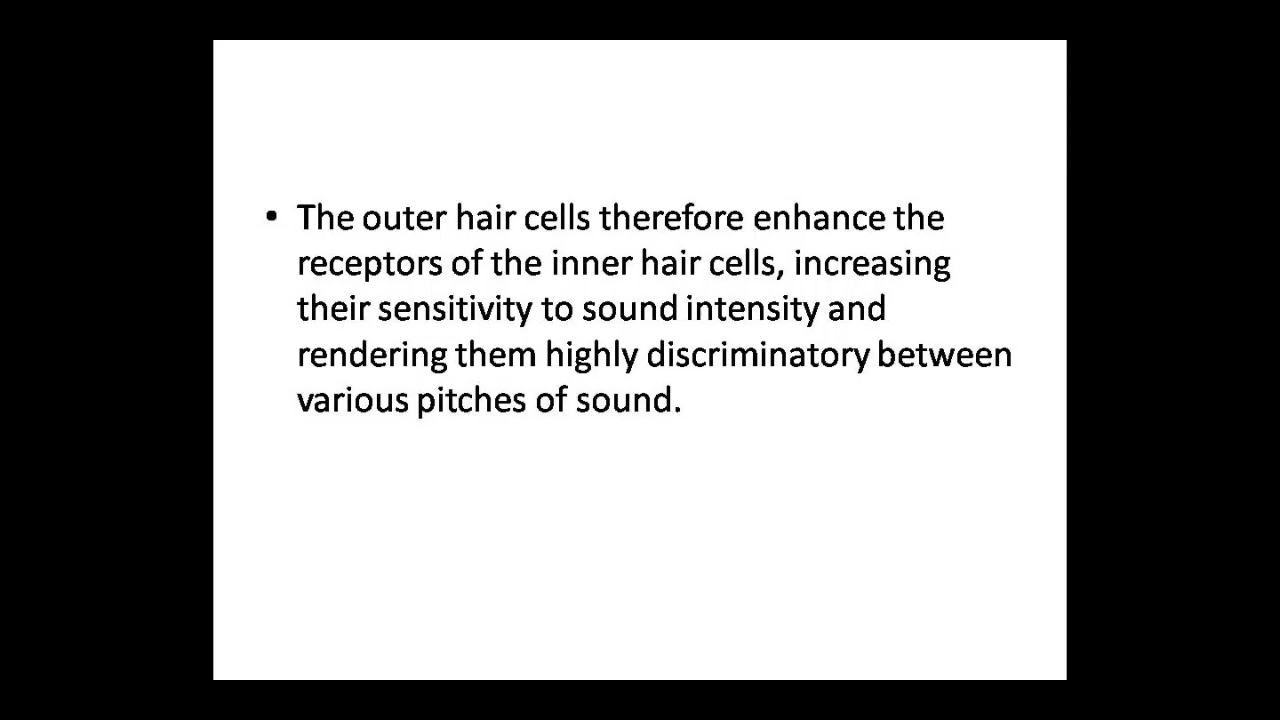 • The outer hair cells therefore enhance the
receptors of the inner hair cells, increasing
their sensitivity to sound intensity and
rendering them highly discriminatory between
various pitches of sound.